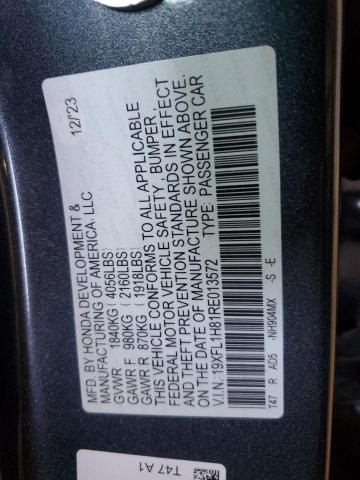 12/23
MFD. BY HONDA DEVELOPMENT &
MANUFACTURING OF AMERICA, LLC
GVWR 1840KG ( 4056LBS)
GAWR F 980KG ( 2160LBS)
GAWR R 870KG ( 1918LBS)
THIS VEHICLE CONFORMS TO ALL APPLICABLE
FEDERAL MOTOR VEHICLE SAFETY, BUMPER,
AND THEFT PREVENTION STANDARDS IN EFFECT
ON THE DATE OF MANUFACTURE SHOWN ABOVE.
V.I.N: 19XFL1H81RE013572 TYPE: PASSENGER CAR
T47 R AD5 -NH904MX -S -E
T47 A1